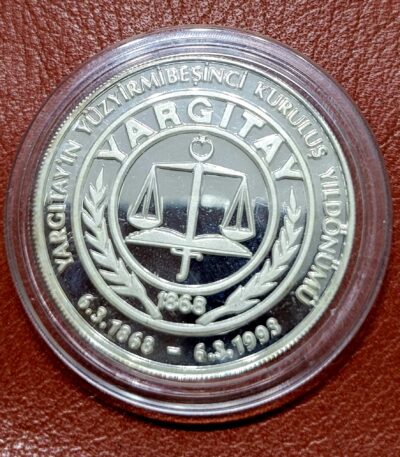 YARGITAY'IN YÜZYİRMİBEŞİNCİ KURULUŞ YILDÖNÜMÜ
YARGITAY
1868
6.3.1868 - 6.3.1993